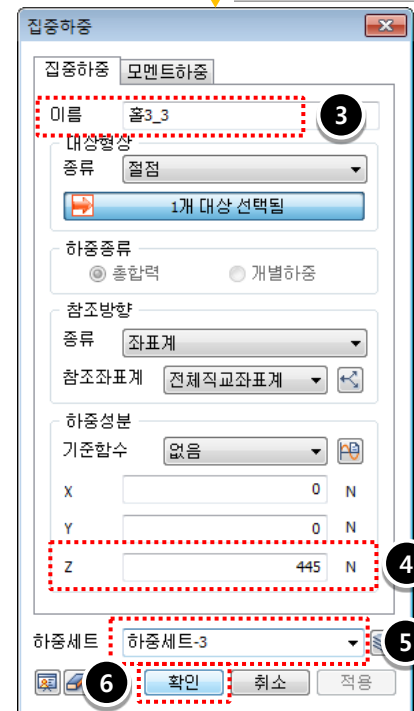 집중하중
집중하중 모멘트하중
이름 홀3_3 3
대상형상
종류 절점
1개 대상 선택됨
하중종류
총합력 개별하중
참조방향
종류 좌표계
참조좌표계 전체직교좌표계
하중성분
기준함수 없음
X 0 N
Y 0 N
Z 445 N 4
하중세트 하중세트-3 5
6 확인 취소 적용